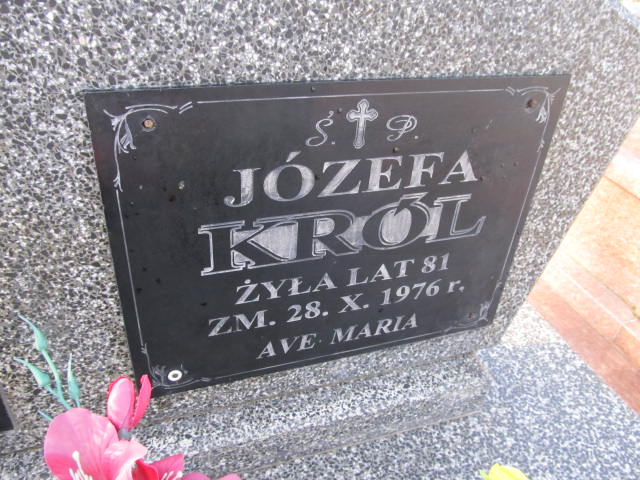 Ś. P.
JÓZEFA
KRÓL
ŻYŁA LAT 81
ZM. 28. X. 1976 r.
AVE MARIA